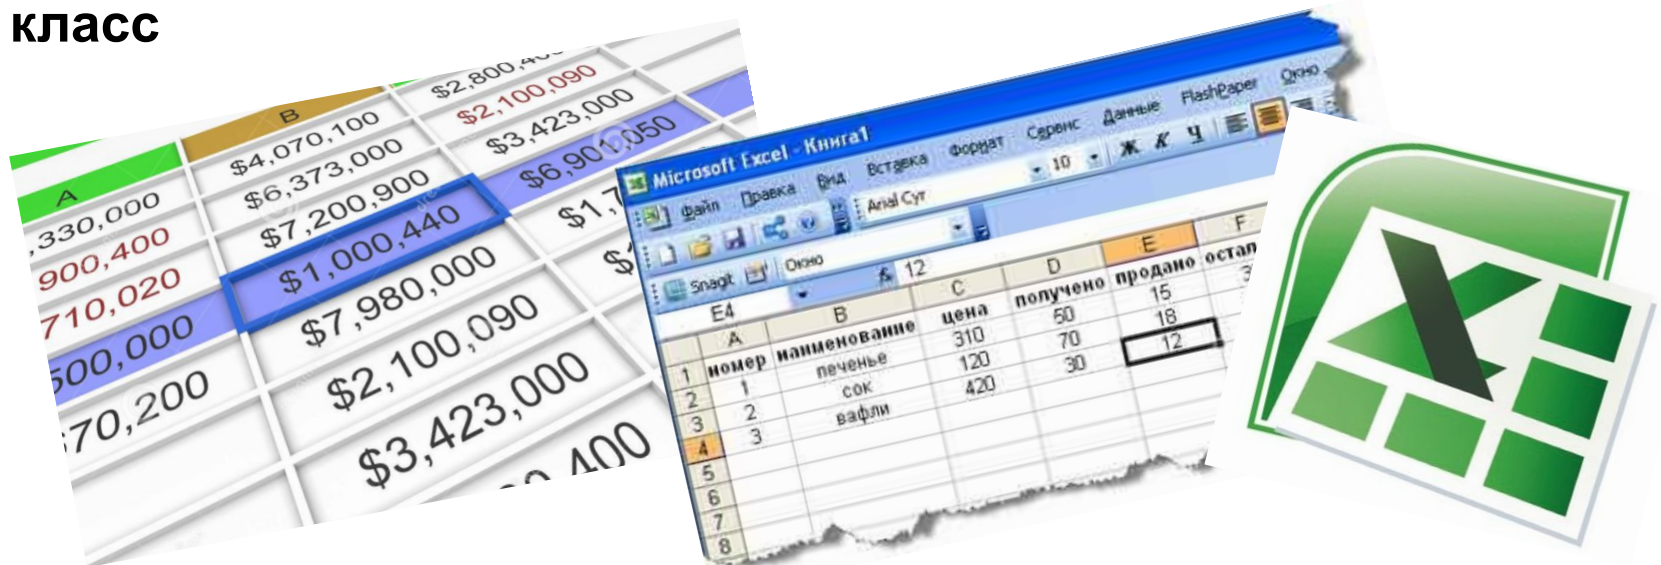 класс
A
B
,330,000
900,400
710,020
500,000
70,200
$4,070,100
$6,373,000
$7,200,900
$1,000,440
$7,980,000
$2,100,090
$3,423,000
$2,100,090
$3,423,000
$6,901,050
Microsoft Excel - Книга1
Файл Правка Вид Вставка Формат Сервис Данные FlashPaper Окно
Arial Cyr 10 Ж К Ч
Snagit Окно
E4 12
A B C D E F
1 номер наименование цена получено продано остал
2 1 печенье 310 50 15
3 2 сок 120 70 18
4 3 вафли 420 30 12
5
6
7
8